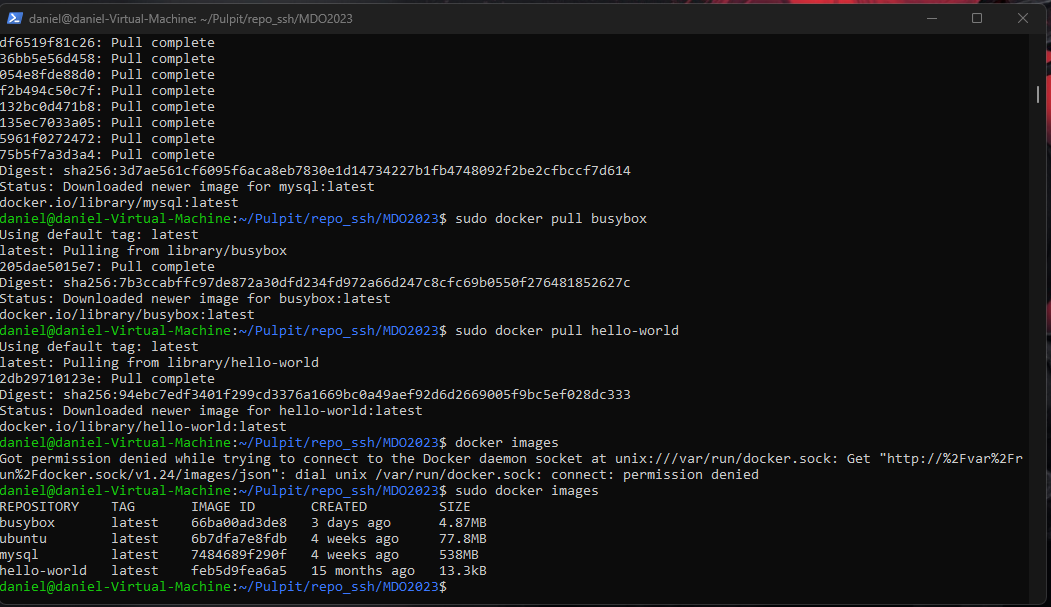 daniel@daniel-Virtual-Machine: ~/Pulpit/repo_ssh/MDO2023
df6519f81c26: Pull complete
36bb5e56d458: Pull complete
054e8fde88d0: Pull complete
f2b494c50c7f: Pull complete
132bc0d471b8: Pull complete
135ec7033a05: Pull complete
5961f0272472: Pull complete
75b5f7a3d3a4: Pull complete
Digest: sha256:3d7ae561cf6095f6aca8eb7830e1d14734227b1fb4748092f2be2cfbccf7d614
Status: Downloaded newer image for mysql:latest
docker.io/library/mysql:latest
daniel@daniel-Virtual-Machine:~/Pulpit/repo_ssh/MDO2023$ sudo docker pull busybox
Using default tag: latest
latest: Pulling from library/busybox
205dae5015e7: Pull complete
Digest: sha256:7b3ccabffc97de872a30dfd234fd972a66d247c8cfc69b0550f276481852627c
Status: Downloaded newer image for busybox:latest
docker.io/library/busybox:latest
daniel@daniel-Virtual-Machine:~/Pulpit/repo_ssh/MDO2023$ sudo docker pull hello-world
Using default tag: latest
latest: Pulling from library/hello-world
2db29710123e: Pull complete
Digest: sha256:94ebc7edf3401f299cd3376a1669bc0a49aef92d6d2669005f9bc5ef028dc333
Status: Downloaded newer image for hello-world:latest
docker.io/library/hello-world:latest
daniel@daniel-Virtual-Machine:~/Pulpit/repo_ssh/MDO2023$ docker images
Got permission denied while trying to connect to the Docker daemon socket at unix:///var/run/docker.sock: Get "http://%2Fvar%2Fr
un%2Fdocker.sock/v1.24/images/json": dial unix /var/run/docker.sock: connect: permission denied
daniel@daniel-Virtual-Machine:~/Pulpit/repo_ssh/MDO2023$ sudo docker images
REPOSITORY    TAG       IMAGE ID       CREATED         SIZE
busybox       latest    66ba00ad3de8   3 days ago      4.87MB
ubuntu        latest    6b7dfa7e8fdb   4 weeks ago     77.8MB
mysql         latest    7484689f290f   4 weeks ago     538MB
hello-world   latest    feb5d9fea6a5   15 months ago   13.3kB
daniel@daniel-Virtual-Machine:~/Pulpit/repo_ssh/MDO2023$